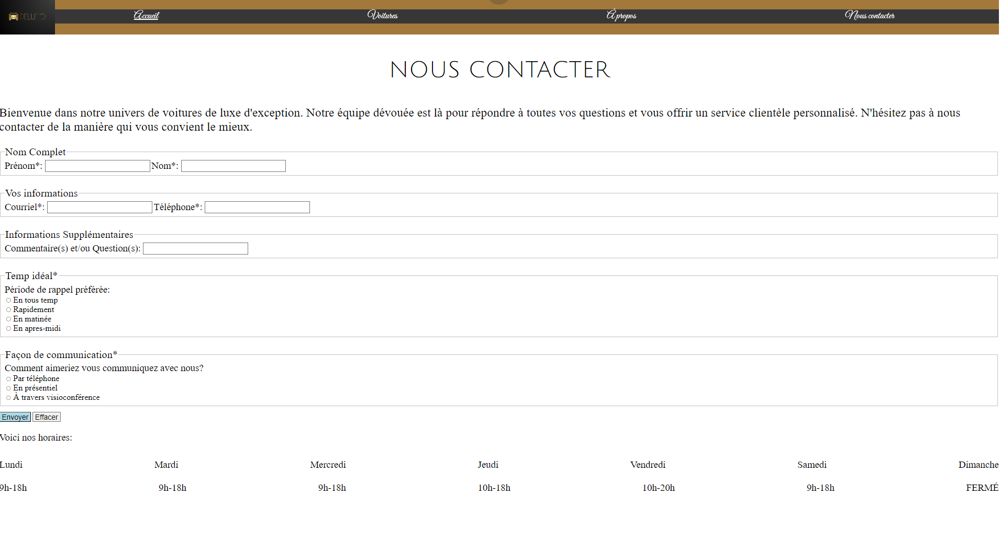 Accueil Voitures À propos Nous contacter
NOUS CONTACTER
Bienvenue dans notre univers de voitures de luxe d'exception. Notre équipe dévouée est là pour répondre à toutes vos questions et vous offrir un service clientèle personnalisé. N'hésitez pas à nous
contacter de la manière qui vous convient le mieux.
Nom Complet
Prénom*: Nom*:
Vos informations
Courriel*: Téléphone*:
Informations Supplémentaires
Commentaire(s) et/ou Question(s):
Temp idéal*
Période de rappel préférée:
En tous temp
Rapidement
En matinée
En apres-midi
Façon de communication*
Comment aimeriez vous communiquez avec nous?
Par téléphone
En présentiel
À travers visioconférence
Envoyer Effacer
Voici nos horaires:
Lundi Mardi Mercredi Jeudi Vendredi Samedi Dimanche
9h-18h 9h-18h 9h-18h 10h-18h 10h-20h 9h-18h FERMÉ